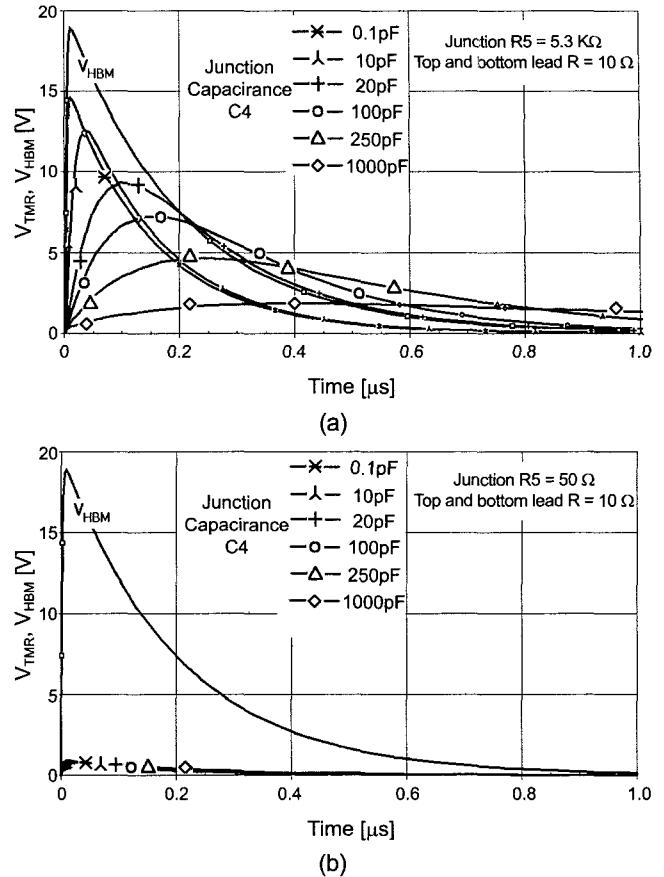 (a)
20
15
10
5
0
V_TMR, V_HBM [V]
V_HBM
Junction
Capacirance
C4
0.1pF
10pF
20pF
100pF
250pF
1000pF
Junction R5 = 5.3 KΩ
Top and bottom lead R = 10 Ω
0
0.2
0.4
0.6
0.8
1.0
Time [μs]
(a)
20
15
10
5
0
V_TMR, V_HBM [V]
V_HBM
Junction
Capacirance
C4
0.1pF
10pF
20pF
100pF
250pF
1000pF
Junction R5 = 50 Ω
Top and bottom lead R = 10 Ω
0
0.2
0.4
0.6
0.8
1.0
Time [μs]
(b)